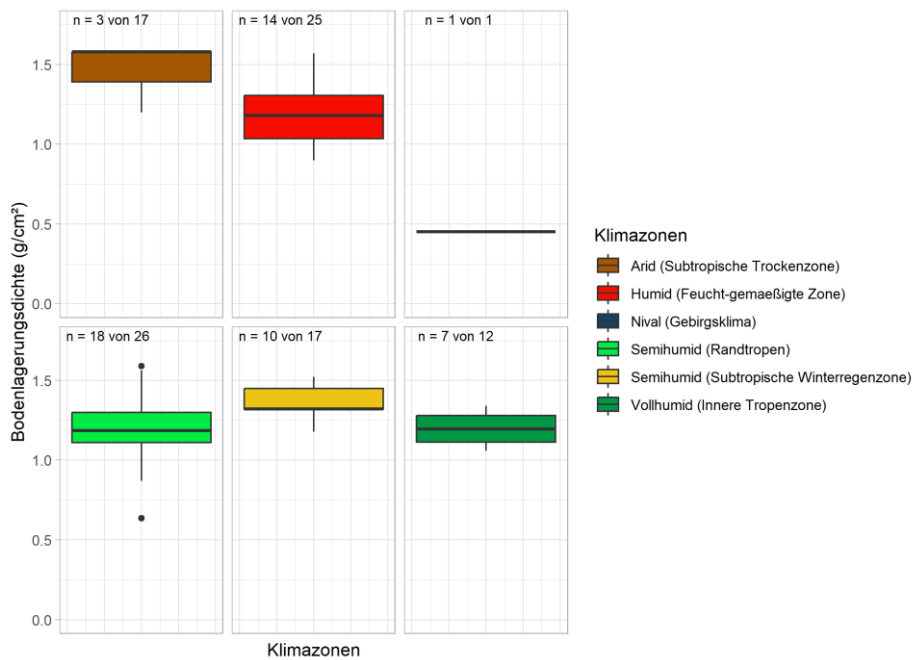 n = 3 von 17
n = 14 von 25
n = 1 von 1
1.5
1.0
0.5
0.0
n = 18 von 26
n = 10 von 17
n = 7 von 12
1.5
1.0
0.5
0.0
Bodenlagerungsdichte (g/cm²)
Klimazonen
Klimazonen
Arid (Subtropische Trockenzone)
Humid (Feucht-gemaeßigte Zone)
Nival (Gebirgsklima)
Semihumid (Randtropen)
Semihumid (Subtropische Winterregenzone)
Vollhumid (Innere Tropenzone)